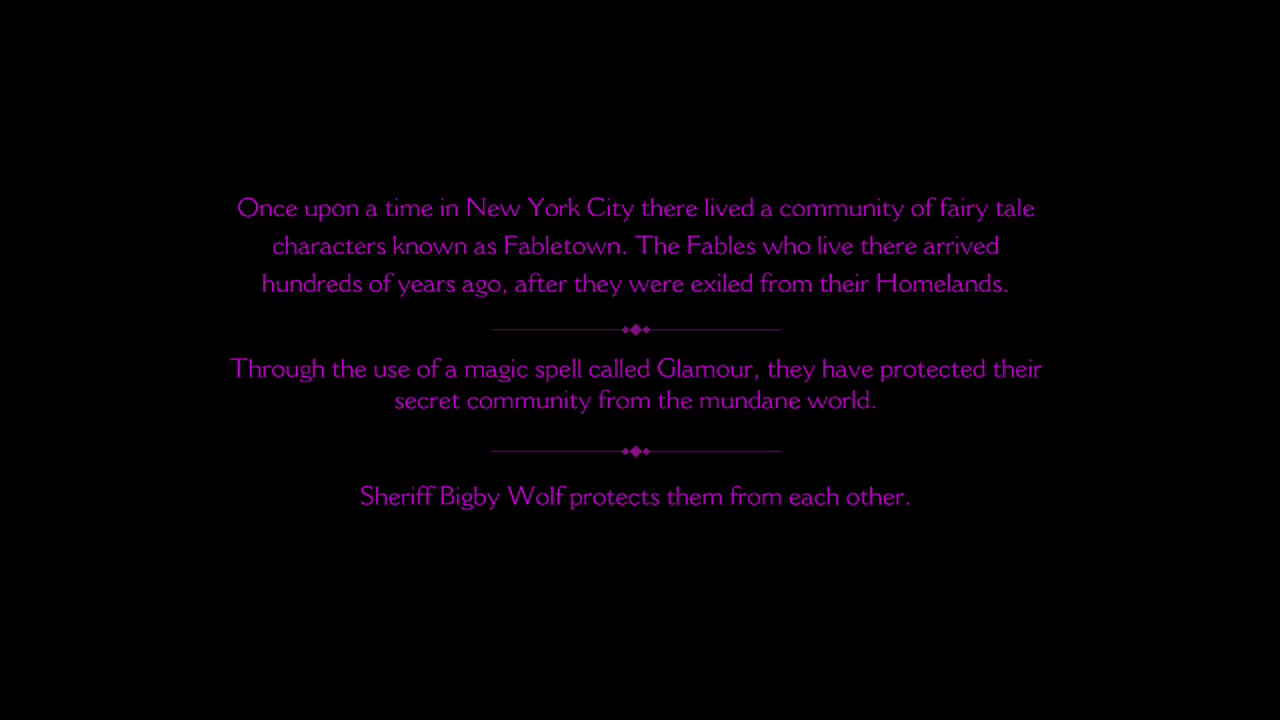 Once upon a time in New York City there lived a community of fairy tale
characters known as Fabletown. The Fables who live there arrived
hundreds of years ago, after they were exiled from their Homelands.
Through the use of a magic spell called Glamour, they have protected their
secret community from the mundane world.
Sheriff Bigby Wolf protects them from each other.